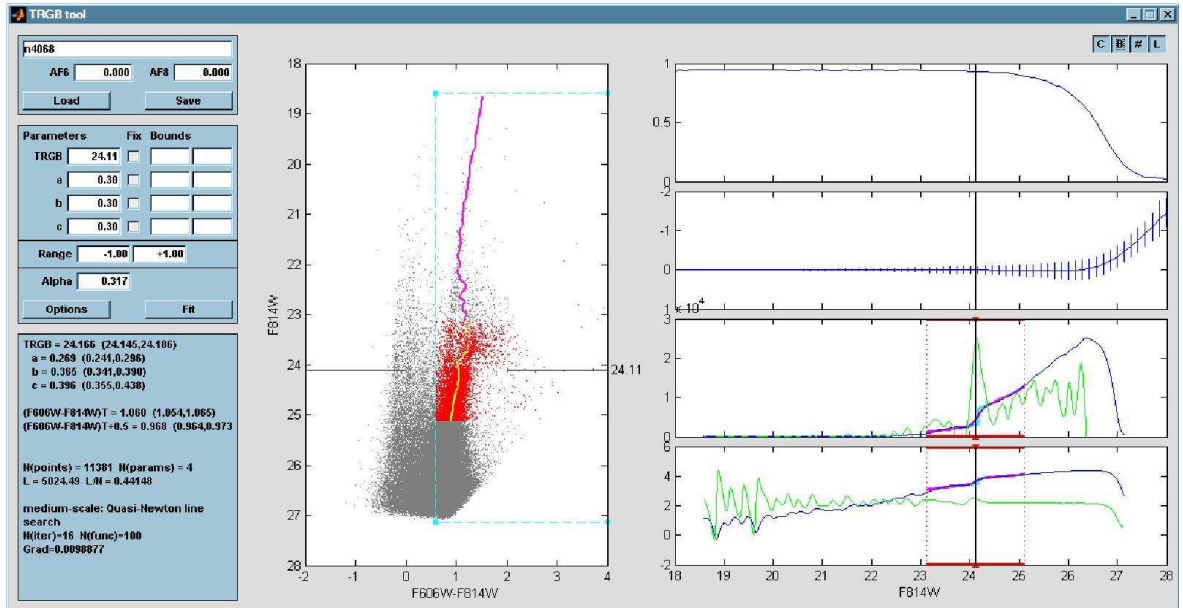 TRGB tool
n4068
AF6 0.000 AF8 0.000
Load Save
Parameters Fix Bounds
TRGB 24.11
a 0.30
b 0.30
c 0.30
Range -1.00 +1.00
Alpha 0.317
Options Fit
TRGB = 24.166 (24.145,24.186)
a = 0.269 (0.241,0.296)
b = 0.365 (0.341,0.390)
c = 0.396 (0.355,0.438)
(F606W-F814W)T = 1.060 (1.054,1.065)
(F606W-F814W)T+0.5 = 0.968 (0.964,0.973
N(points) = 11381 N(params) = 4
L = 5024.49 L/N = 0.44148
medium-scale: Quasi-Newton line
search
N(iter)=16 N(func)=100
Grad=0.0098877
18
19
20
21
22
23
24
25
26
27
28
F814W
-2 -1 0 1 2 3 4
F606W-F814W
24.11
C B # L
1
0.5
0
-2
-1
0
1
x 10^4
3
2
1
0
6
4
2
0
-2
18 19 20 21 22 23 24 25 26 27 28
F814W